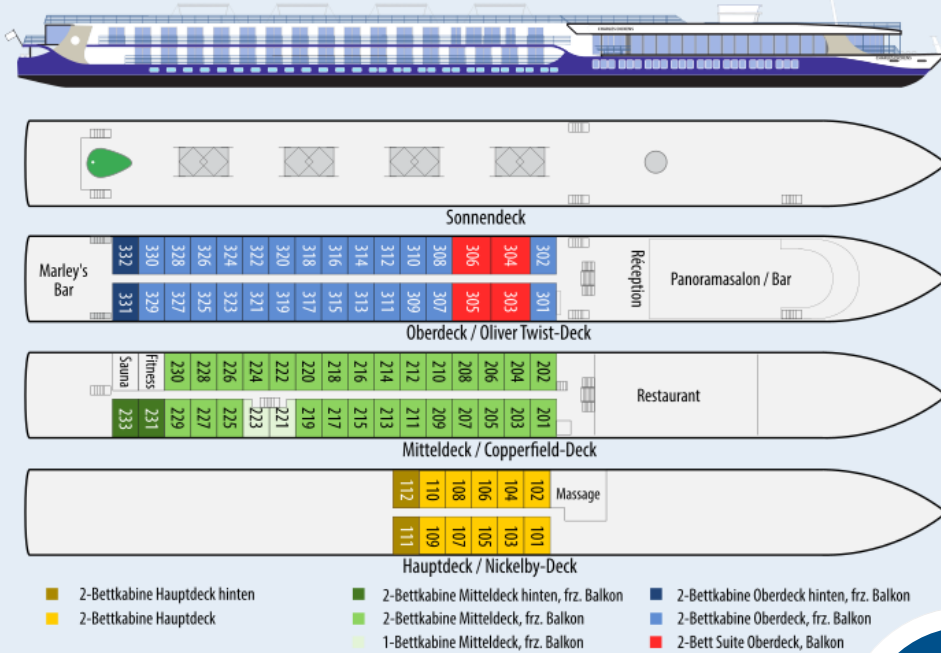 Sonnendeck
Marley's
Bar
332 330 328 326 324 322 320 318 316 314 312 310 308 306 304 302
331 329 327 325 323 321 319 317 315 313 311 309 307 305 303 301
Réception
Panoramasalon / Bar
Oberdeck / Oliver Twist-Deck
Sauna Fitness 230 228 226 224 222 220 218 216 214 212 210 208 206 204 202
233 231 229 227 225 223 221 219 217 215 213 211 209 207 205 203 201
Restaurant
Mitteldeck / Copperfield-Deck
112 110 108 106 104 102 Massage
111 109 107 105 103 101
Hauptdeck / Nickelby-Deck
2-Bettkabine Hauptdeck hinten
2-Bettkabine Hauptdeck
2-Bettkabine Mitteldeck hinten, frz. Balkon
2-Bettkabine Mitteldeck, frz. Balkon
1-Bettkabine Mitteldeck, frz. Balkon
2-Bettkabine Oberdeck hinten, frz. Balkon
2-Bettkabine Oberdeck, frz. Balkon
2-Bett Suite Oberdeck, Balkon